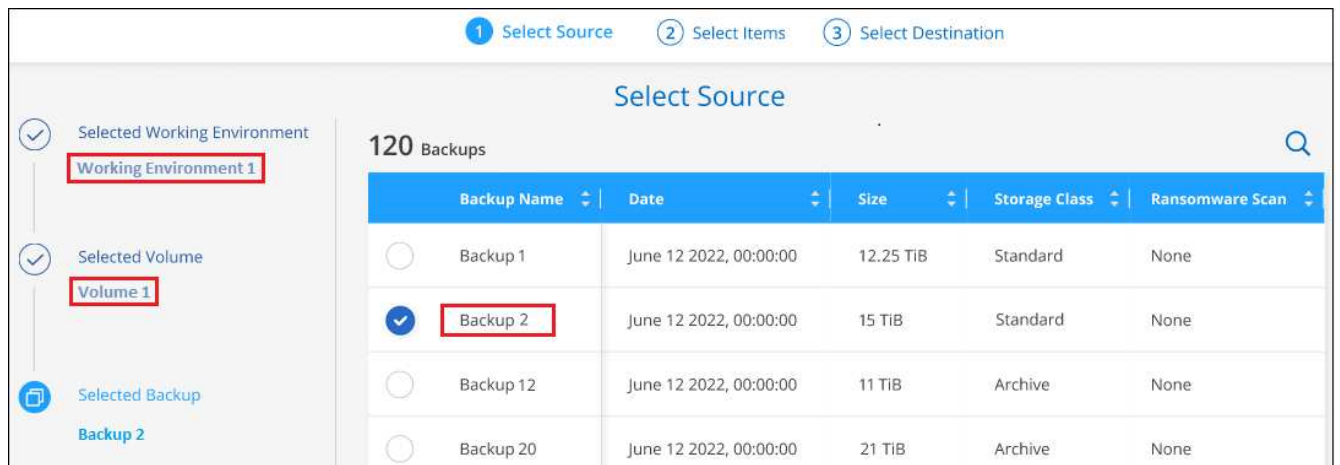 1 Select Source 2 Select Items 3 Select Destination
Select Source
Selected Working Environment
Working Environment 1
Selected Volume
Volume 1
Selected Backup
Backup 2
120 Backups
Backup Name Date Size Storage Class Ransomware Scan
Backup 1 June 12 2022, 00:00:00 12.25 TiB Standard None
Backup 2 June 12 2022, 00:00:00 15 TiB Standard None
Backup 12 June 12 2022, 00:00:00 11 TiB Archive None
Backup 20 June 12 2022, 00:00:00 21 TiB Archive None